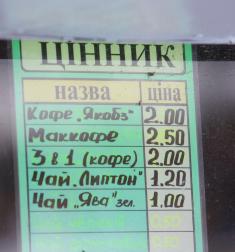 ЦІННИК
назва ціна
Кофе „Якобз" 2.00
Маккофе 2.50
3 в 1 (кофе) 2.00
Чай „Липтон" 1.20
Чай „Ява" зел. 1.00